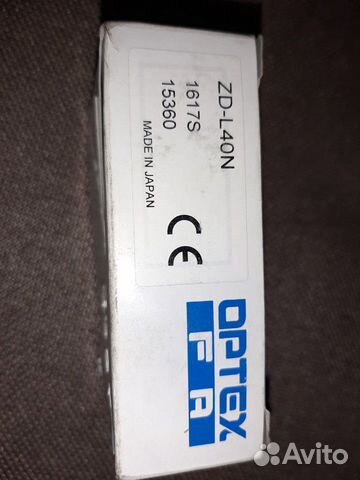 ZD-L40N
1617S
15360
MADE IN JAPAN
CE
OPTEX
FA
Avito